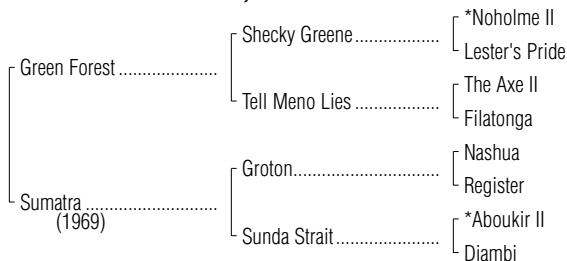 *Noholme II
Shecky Greene....................
Lester's Pride
Green Forest.......................
The Axe II
Tell Meno Lies....................
Filatonga
Nashua
Groton..................................
Register
Sumatra..............................
(1969)
*Aboukir II
Sunda Strait........................
Diambi